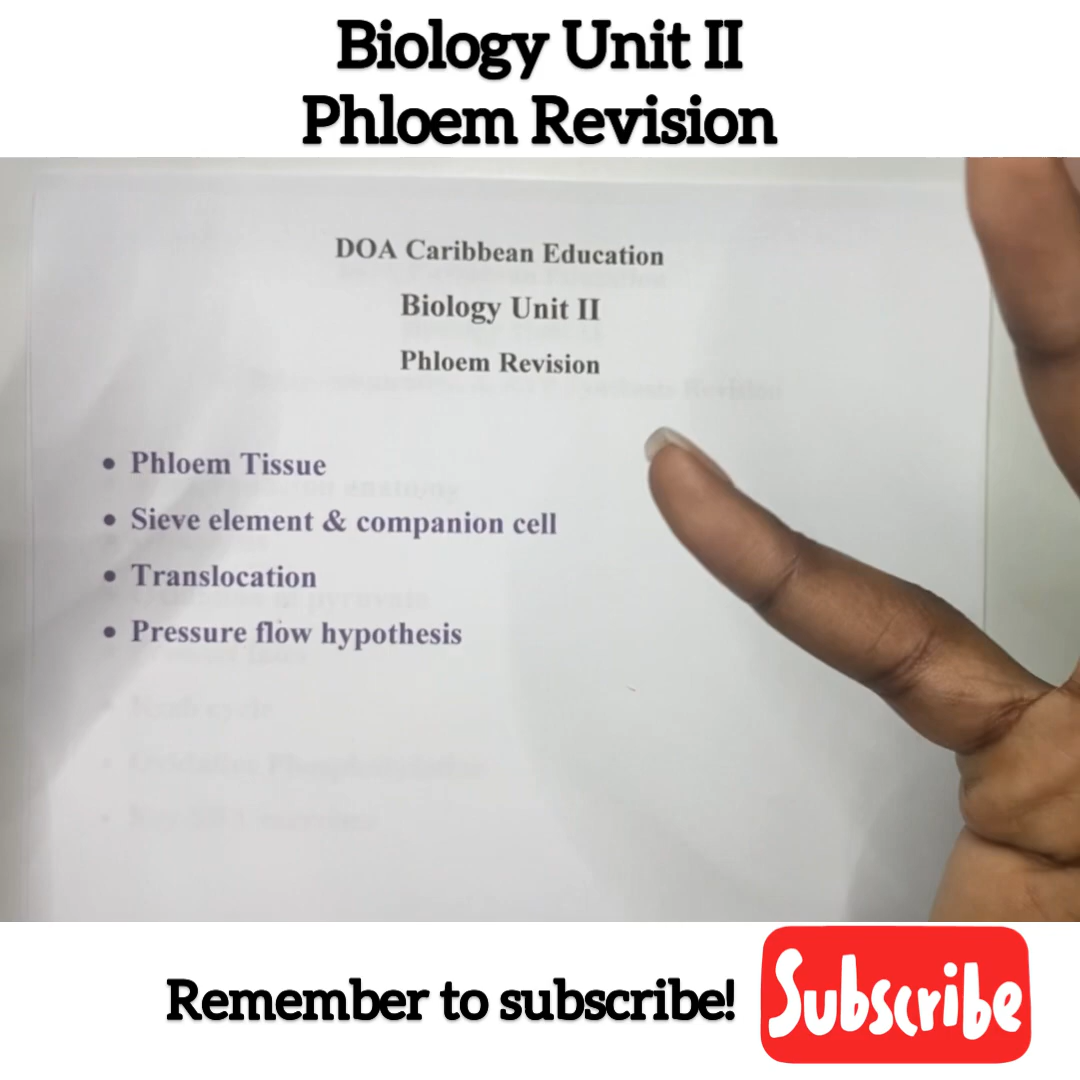 Biology Unit II
Phloem Revision
DOA Caribbean Education
Biology Unit II
Phloem Revision
• Phloem Tissue
• Sieve element & companion cell
• Translocation
• Pressure flow hypothesis
Remember to subscribe!
Subscribe